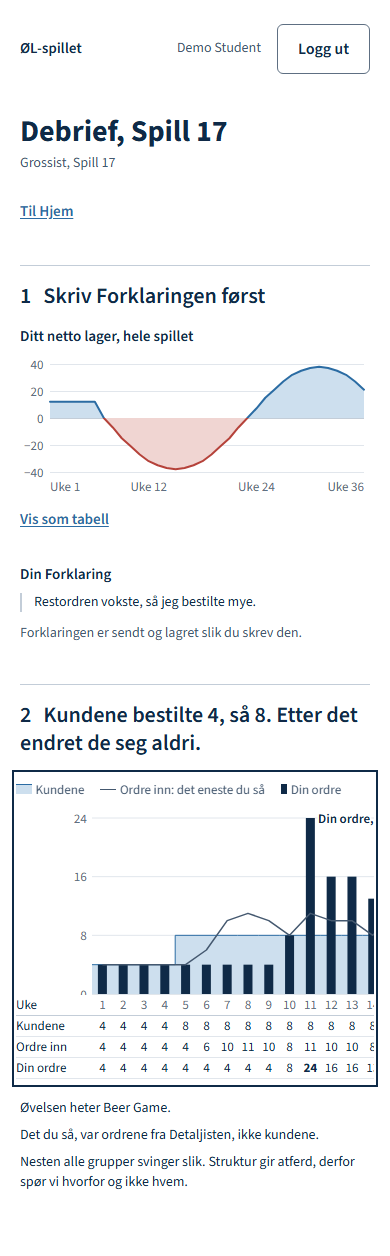 ØL-spillet
Demo Student
Logg ut
Debrief, Spill 17
Grossist, Spill 17
Til Hjem
1 Skriv Forklaringen først
Ditt netto lager, hele spillet
40
20
0
−20
−40
Uke 1 Uke 12 Uke 24 Uke 36
Vis som tabell
Din Forklaring
Restordren vokste, så jeg bestilte mye.
Forklaringen er sendt og lagret slik du skrev den.
2 Kundene bestilte 4, så 8. Etter det
endret de seg aldri.
Kundene Ordre inn: det eneste du så Din ordre
24 Din ordre,
16
8
0
Uke 1 2 3 4 5 6 7 8 9 10 11 12 13
Kundene 4 4 4 4 8 8 8 8 8 8 8 8 8
Ordre inn 4 4 4 4 4 6 10 11 10 8 11 10 10
Din ordre 4 4 4 4 4 4 4 4 4 8 24 16 16
Øvelsen heter Beer Game.
Det du så, var ordrene fra Detaljisten, ikke kundene.
Nesten alle grupper svinger slik. Struktur gir atferd, derfor
spør vi hvorfor og ikke hvem.